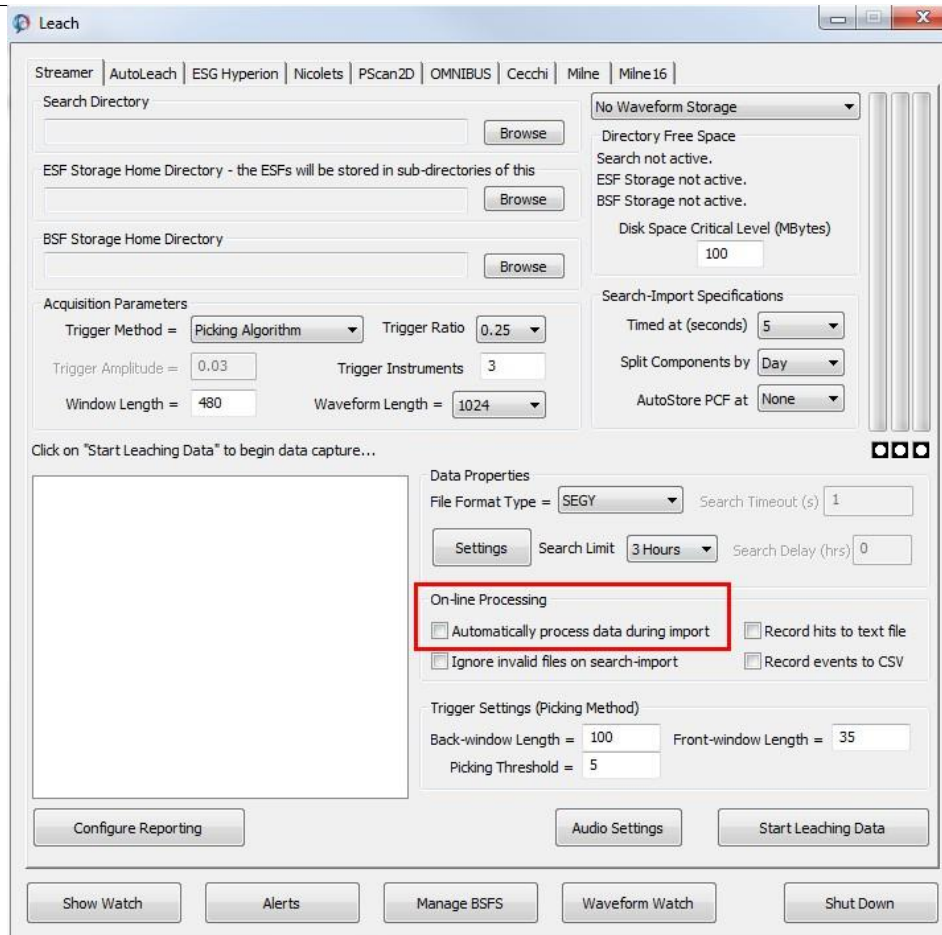 Leach
Streamer AutoLeach ESG Hyperion Nicolets PScan2D OMNIBUS Cecchi Milne Milne16
Search Directory
Browse
ESF Storage Home Directory - the ESFs will be stored in sub-directories of this
Browse
BSF Storage Home Directory
Browse
No Waveform Storage
Directory Free Space
Search not active.
ESF Storage not active.
BSF Storage not active.
Disk Space Critical Level (MBytes)
100
Acquisition Parameters
Trigger Method = Picking Algorithm Trigger Ratio 0.25
Trigger Amplitude = 0.03 Trigger Instruments 3
Window Length = 480 Waveform Length = 1024
Search-Import Specifications
Timed at (seconds) 5
Split Components by Day
AutoStore PCF at None
Click on "Start Leaching Data" to begin data capture...
Data Properties
File Format Type = SEGY Search Timeout (s) 1
Settings Search Limit 3 Hours Search Delay (hrs) 0
On-line Processing
Automatically process data during import Record hits to text file
Ignore invalid files on search-import Record events to CSV
Trigger Settings (Picking Method)
Back-window Length = 100 Front-window Length = 35
Picking Threshold = 5
Configure Reporting Audio Settings Start Leaching Data
Show Watch Alerts Manage BSFS Waveform Watch Shut Down